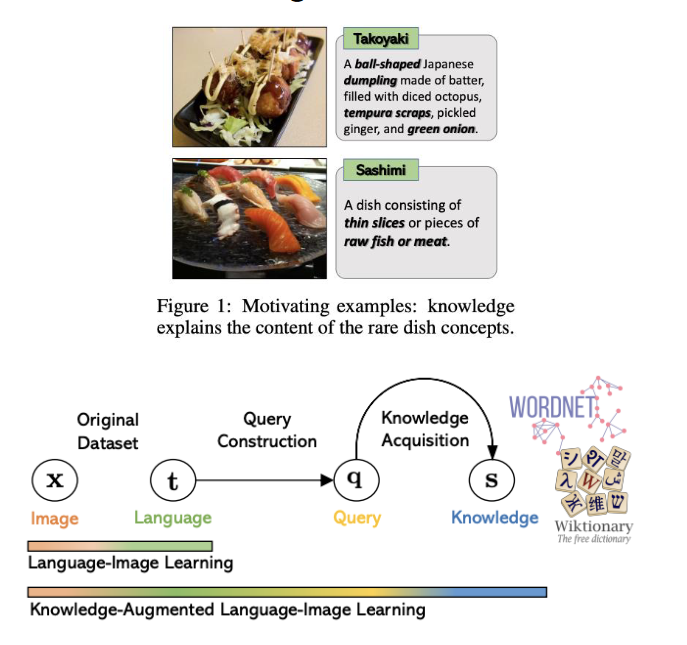 Takoyaki
A ball-shaped Japanese
dumpling made of batter,
filled with diced octopus,
tempura scraps, pickled
ginger, and green onion.
Sashimi
A dish consisting of
thin slices or pieces of
raw fish or meat.
Figure 1: Motivating examples: knowledge
explains the content of the rare dish concepts.
Original
Dataset
Query
Construction
Knowledge
Acquisition
WORDNET
x
t
q
s
Image
Language
Query
Knowledge
Wiktionary
The free dictionary
Language-Image Learning
Knowledge-Augmented Language-Image Learning